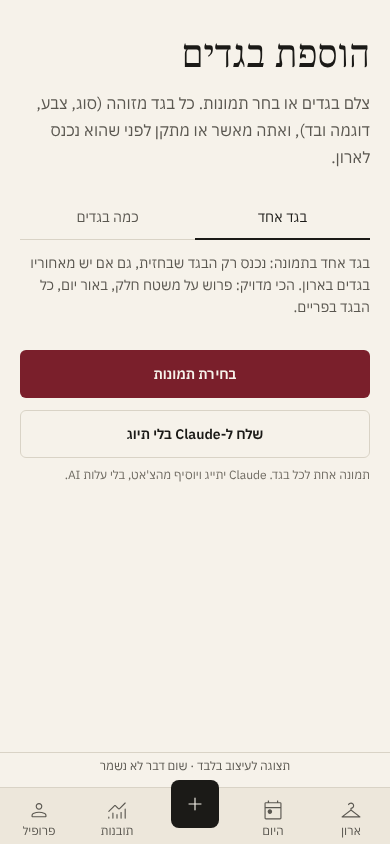 הוספת בגדים
צלם בגדים או בחר תמונות. כל בגד מזוהה (סוג, צבע,
דוגמה ובד), ואתה מאשר או מתקן לפני שהוא נכנס
לארון.
בגד אחד
כמה בגדים
בגד אחד בתמונה: נכנס רק הבגד שבחזית, גם אם יש מאחוריו
בגדים בארון. הכי מדויק: פרוש על משטח חלק, באור יום, כל
הבגד בפריים.
בחירת תמונות
שלח ל-Claude בלי תיוג
תמונה אחת לכל בגד. Claude יתייג ויוסיף מהצ'אט, בלי עלות AI.
תצוגה לעיצוב בלבד · שום דבר לא נשמר
ארון
היום
תובנות
פרופיל